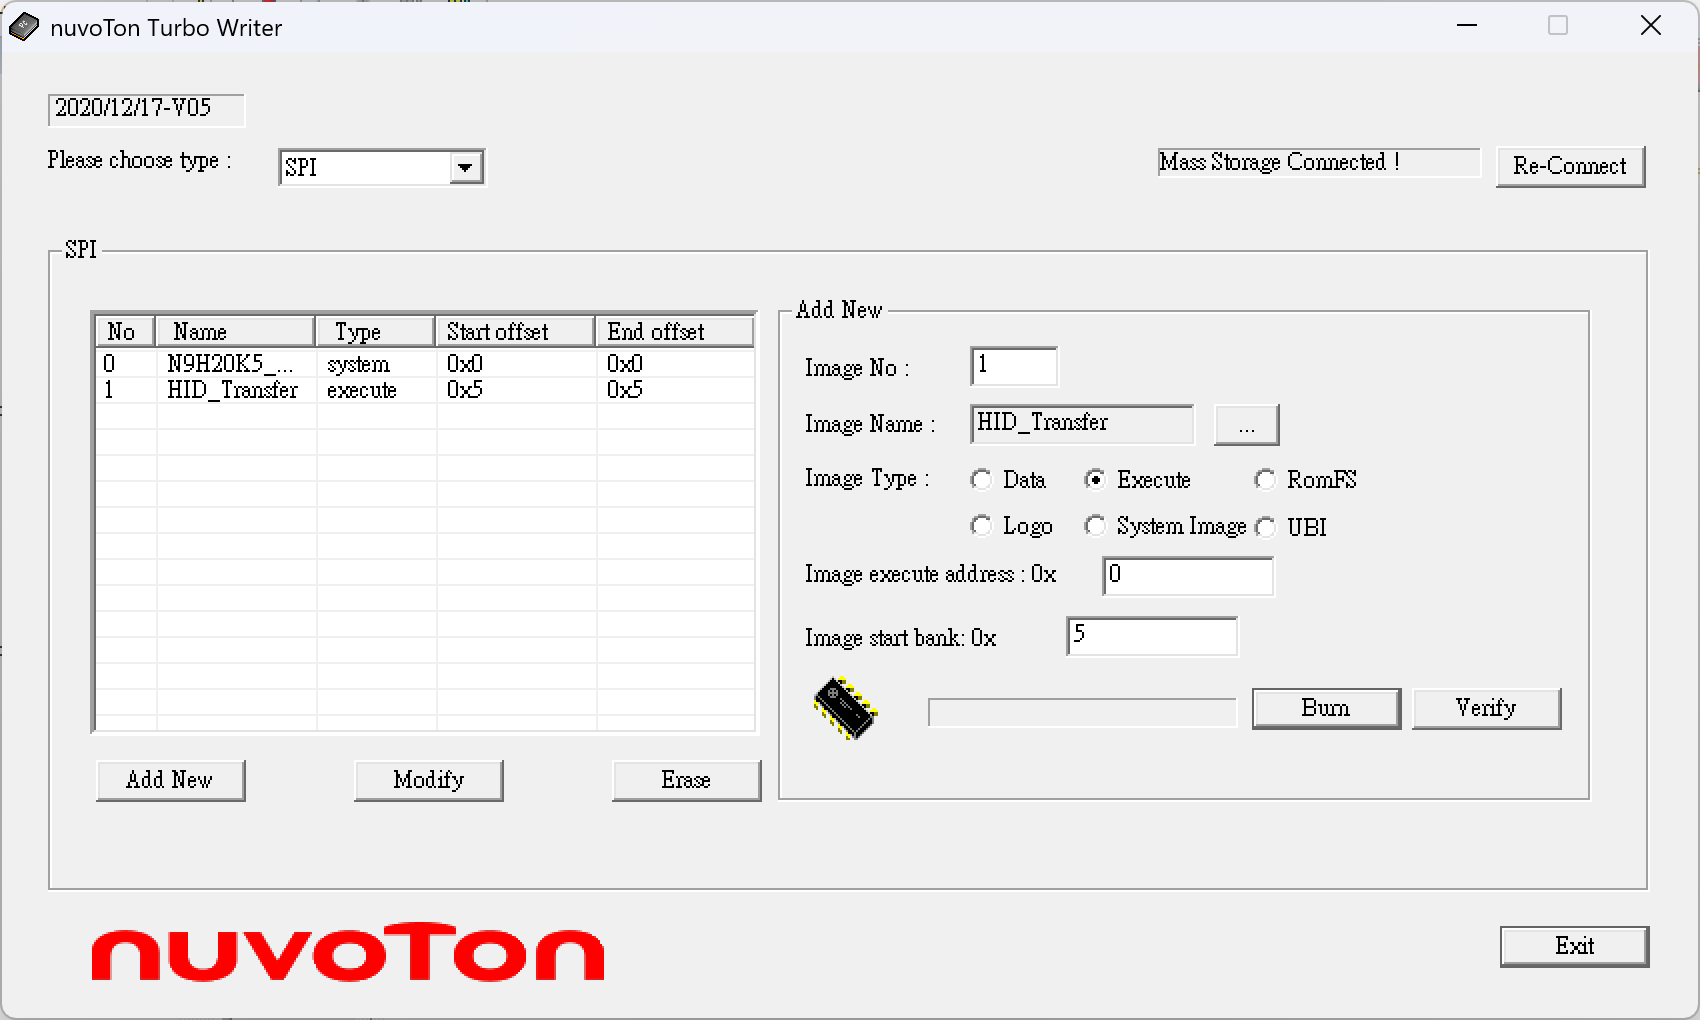 nuvoTon Turbo Writer
2020/12/17-V05
Please choose type :
SPI
Mass Storage Connected !
Re-Connect
SPI
No Name Type Start offset End offset
0 N9H20K5_... system 0x0 0x0
1 HID_Transfer execute 0x5 0x5
Add New Modify Erase
Add New
Image No : 1
Image Name : HID_Transfer ...
Image Type : Data Execute RomFS
Logo System Image UBI
Image execute address : 0x 0
Image start bank: 0x 5
Burn Verify
nuvoTon
Exit